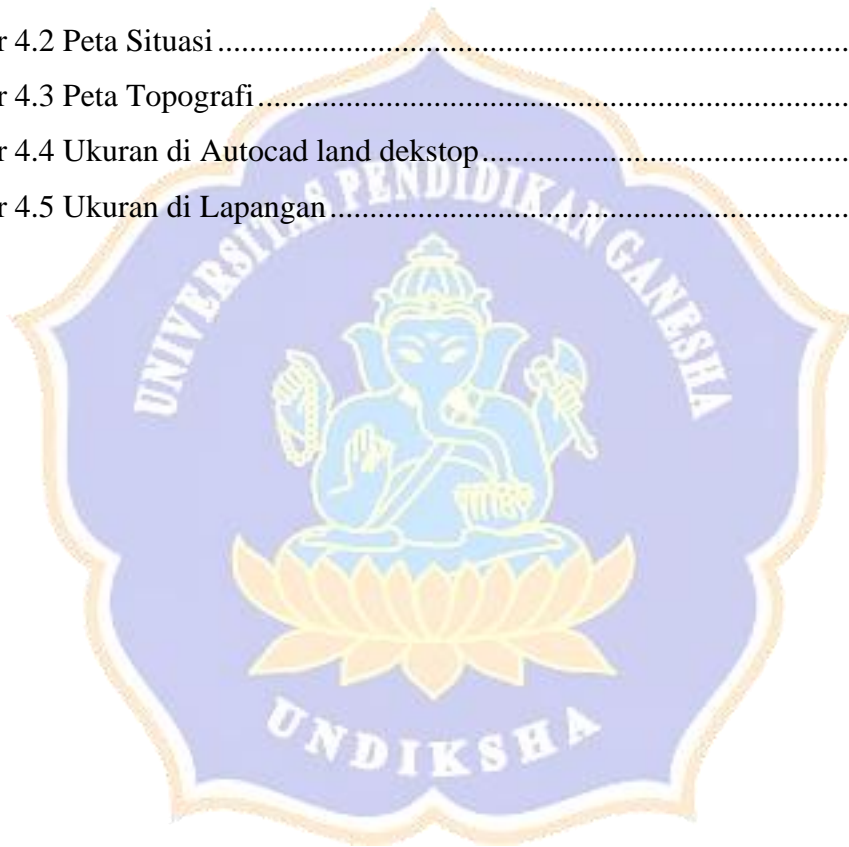 r 4.2 Peta Situasi.......................................................................................
r 4.3 Peta Topografi..................................................................................
r 4.4 Ukuran di Autocad land dekstop......................................................
r 4.5 Ukuran di Lapangan.........................................................................
UNIVERSITAS PENDIDIKAN GANESHA
UNDIKSHA